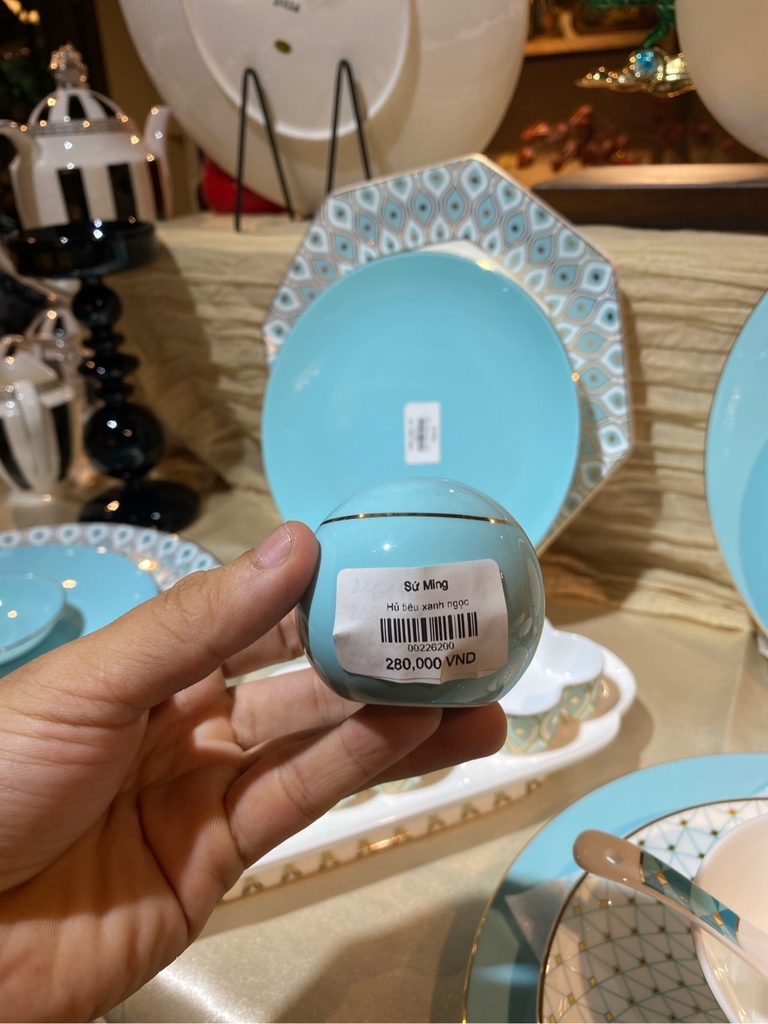 Sứ Ming
Hủ tiêu xanh ngọc
00226200
280,000 VND